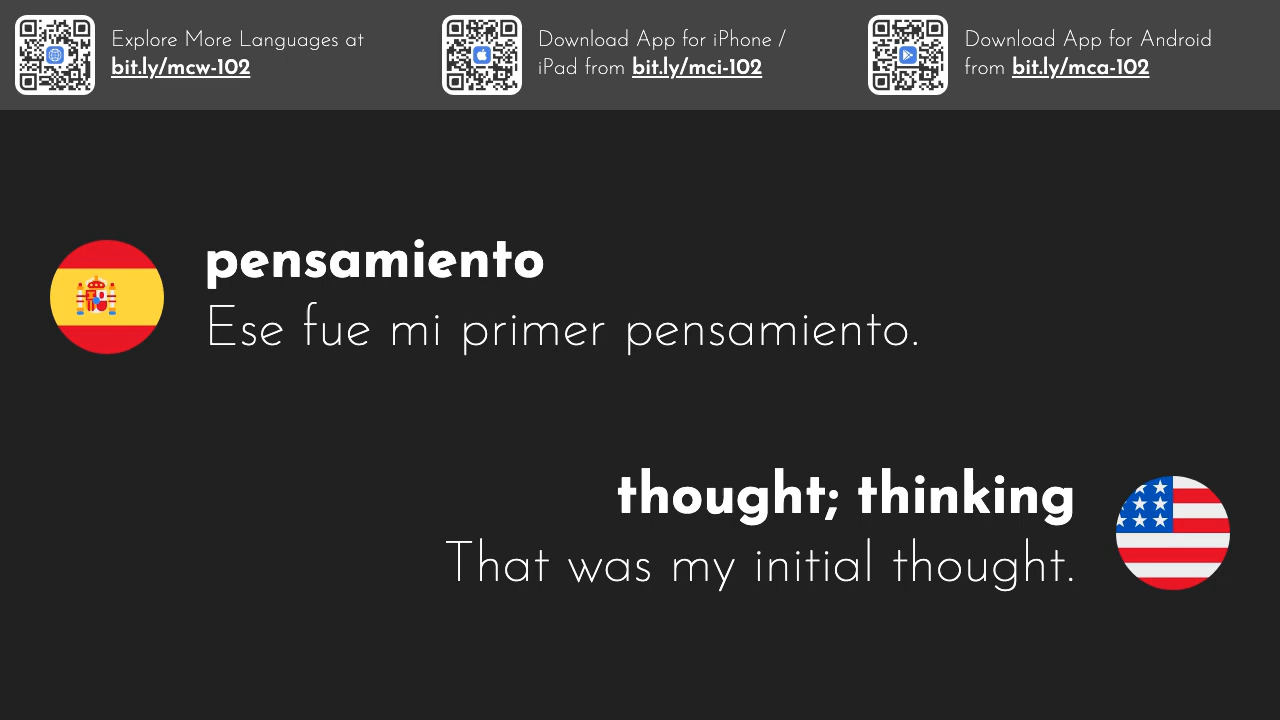 Explore More Languages at
bit.ly/mcw-102
Download App for iPhone /
iPad from bit.ly/mci-102
Download App for Android
from bit.ly/mca-102
pensamiento
Ese fue mi primer pensamiento.
thought; thinking
That was my initial thought.